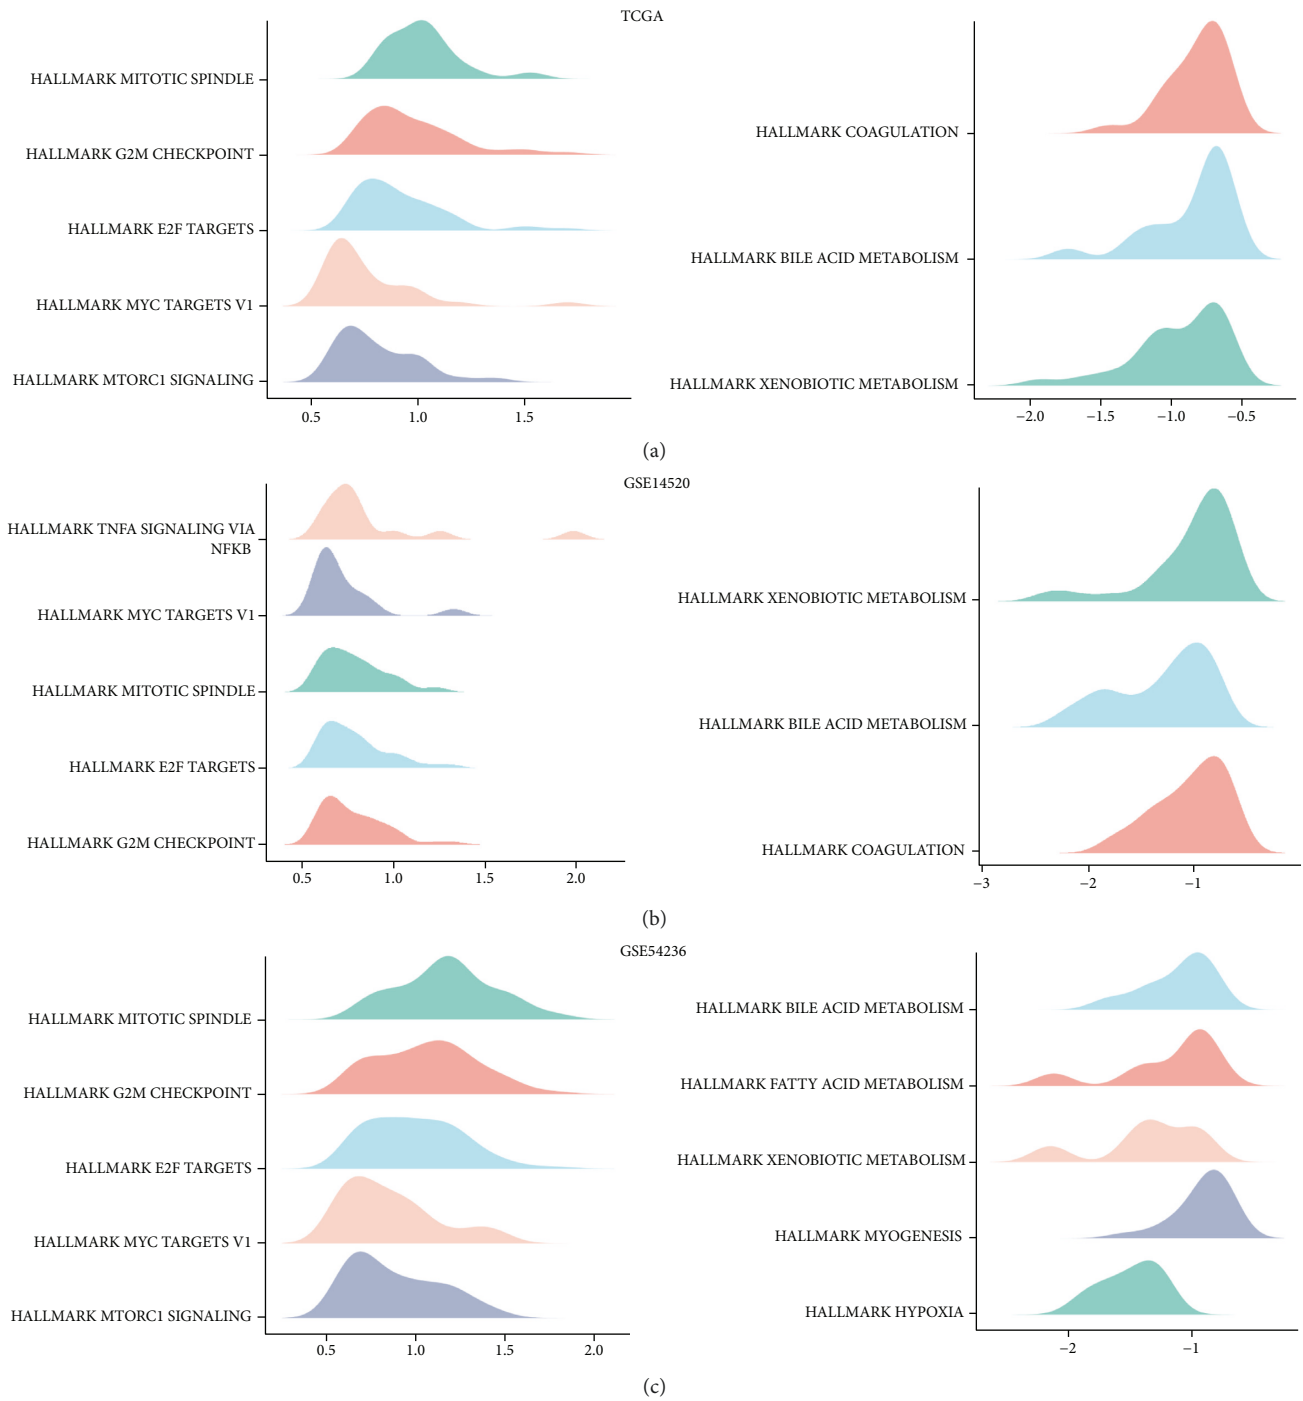 TCGA
HALLMARK MITOTIC SPINDLE
HALLMARK G2M CHECKPOINT
HALLMARK E2F TARGETS
HALLMARK MYC TARGETS V1
HALLMARK MTORC1 SIGNALING
0.5 1.0 1.5
HALLMARK COAGULATION
HALLMARK BILE ACID METABOLISM
HALLMARK XENOBIOTIC METABOLISM
−2.0 −1.5 −1.0 −0.5
(a)
GSE14520
HALLMARK TNFA SIGNALING VIA
NFKB
HALLMARK MYC TARGETS V1
HALLMARK MITOTIC SPINDLE
HALLMARK E2F TARGETS
HALLMARK G2M CHECKPOINT
0.5 1.0 1.5 2.0
HALLMARK XENOBIOTIC METABOLISM
HALLMARK BILE ACID METABOLISM
HALLMARK COAGULATION
−3 −2 −1
(b)
GSE54236
HALLMARK MITOTIC SPINDLE
HALLMARK G2M CHECKPOINT
HALLMARK E2F TARGETS
HALLMARK MYC TARGETS V1
HALLMARK MTORC1 SIGNALING
0.5 1.0 1.5 2.0
HALLMARK BILE ACID METABOLISM
HALLMARK FATTY ACID METABOLISM
HALLMARK XENOBIOTIC METABOLISM
HALLMARK MYOGENESIS
HALLMARK HYPOXIA
−2 −1
(c)